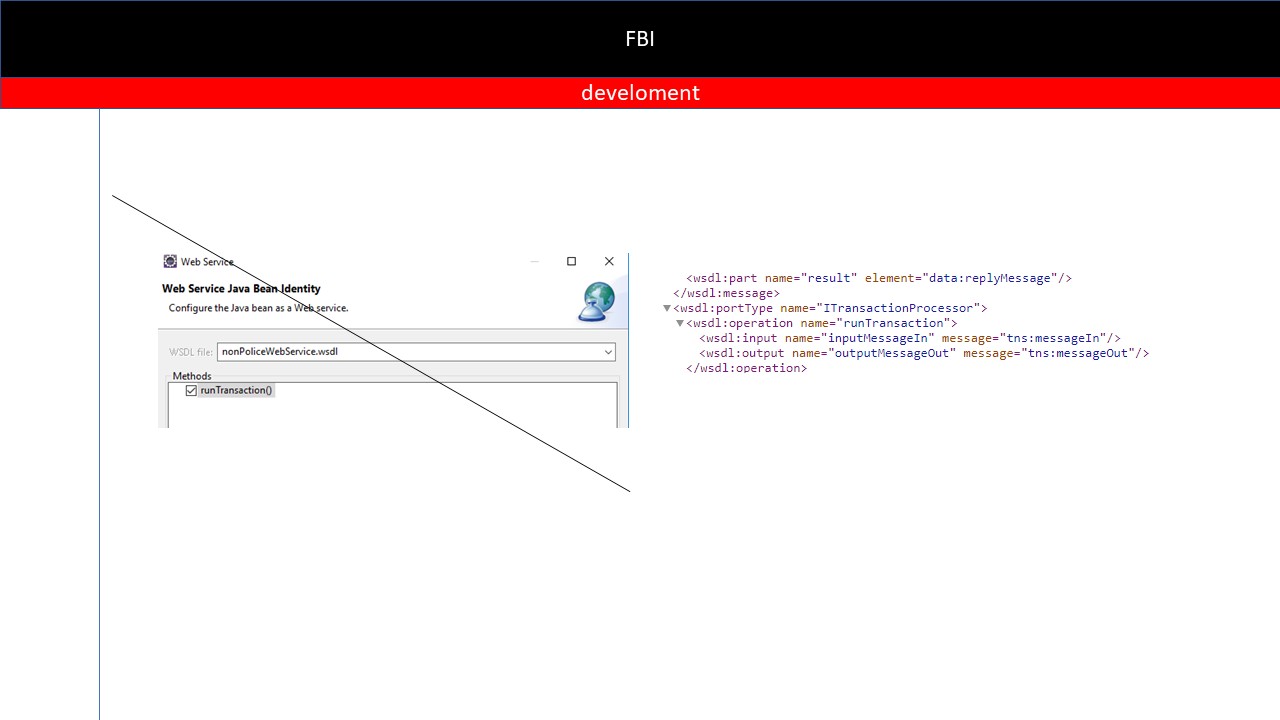 FBI
develoment
Web Service
Web Service Java Bean Identity
Configure the Java bean as a Web service.
WSDL file: nonPoliceWebService.wsdl
Methods
runTransaction()
<wsdl:part name="result" element="data:replyMessage"/>
</wsdl:message>
<wsdl:portType name="ITransactionProcessor">
<wsdl:operation name="runTransaction">
<wsdl:input name="inputMessageIn" message="tns:messageIn"/>
<wsdl:output name="outputMessageOut" message="tns:messageOut"/>
</wsdl:operation>